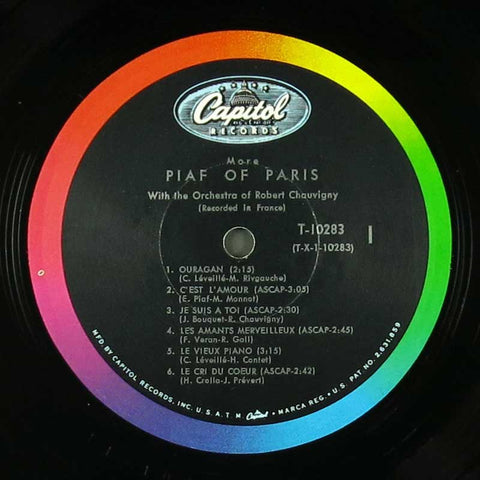 Capitol
RECORDS
More
PIAF OF PARIS
With the Orchestra of Robert Chauvigny
(Recorded In France)
T-10283
(T-X-1-10283)
1
1. OURAGAN (2:15)
(C. Léveillé-M. Rivgauche)
2. C'EST L'AMOUR (ASCAP-3:05)
(E. Piaf-M. Monnot)
3. JE SUIS A TOI (ASCAP-2:30)
(J. Bouquet-R. Chauvigny)
4. LES AMANTS MERVEILLEUX (ASCAP-2:45)
(F. Veran-R. Gall)
5. LE VIEUX PIANO (3:15)
(C. Léveillé-H. Contet)
6. LE CRI DU COEUR (ASCAP-2:42)
(H. Crolla-J. Prévert)
MFD. BY CAPITOL RECORDS, INC. U.S.A. T.M. Capitol MARCA REG. • U.S. PAT. NO. 2,631,859